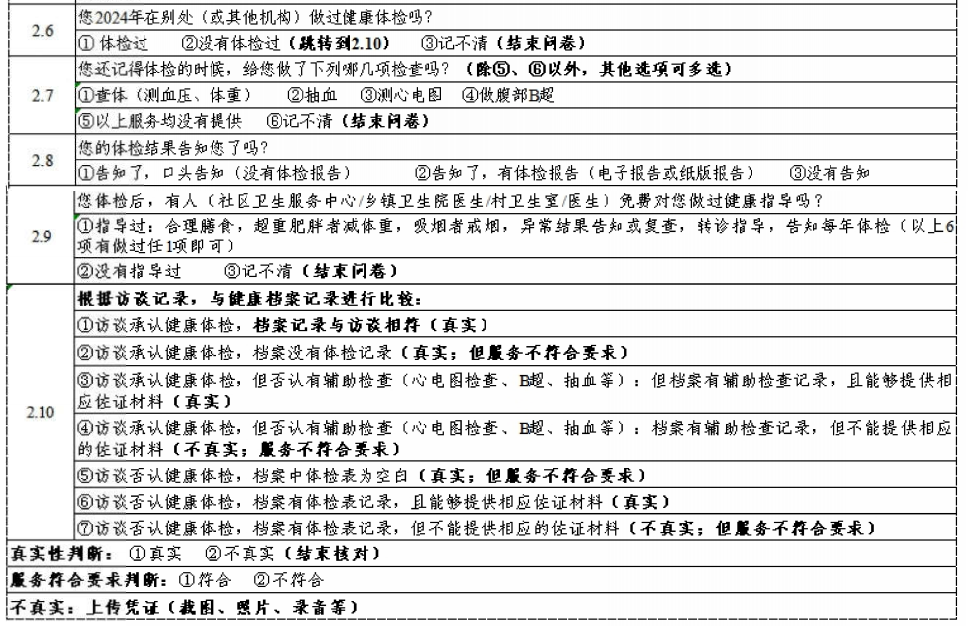 2.6
您2024年在别处（或其他机构）做过健康体检吗？
① 体检过 ②没有体检过（跳转到2.10） ③记不清（结束问卷）
2.7
您还记得体检的时候，给您做了下列哪几项检查吗？（除⑤、⑥以外，其他选项可多选）
①查体（测血压、体重） ②抽血 ③测心电图 ④做腹部B超
⑤以上服务均没有提供 ⑥记不清（结束问卷）
2.8
您的体检结果告知您了吗？
①告知了，口头告知（没有体检报告） ②告知了，有体检报告（电子报告或纸版报告） ③没有告知
2.9
您体检后，有人（社区卫生服务中心/乡镇卫生院医生/村卫生室/医生）免费对您做过健康指导吗？
①指导过：合理膳食，超重肥胖者减体重，吸烟者戒烟，异常结果告知或复查，转诊指导，告知每年体检（以上6
项有做过任1项即可）
②没有指导过 ③记不清（结束问卷）
2.10
根据访谈记录，与健康档案记录进行比较：
①访谈承认健康体检，档案记录与访谈相符（真实）
②访谈承认健康体检，档案没有体检记录（真实；但服务不符合要求）
③访谈承认健康体检，但否认有辅助检查（心电图检查、B超、抽血等）：但档案有辅助检查记录，且能够提供相
应佐证材料（真实）
④访谈承认健康体检，但否认有辅助检查（心电图检查、B超、抽血等）：档案有辅助检查记录，但不能提供相应
的佐证材料（不真实；服务不符合要求）
⑤访谈否认健康体检，档案中体检表为空白（真实；但服务不符合要求）
⑥访谈否认健康体检，档案有体检表记录，且能够提供相应佐证材料（真实）
⑦访谈否认健康体检，档案有体检表记录，但不能提供相应的佐证材料（不真实；但服务不符合要求）
真实性判断： ①真实 ②不真实（结束核对）
服务符合要求判断：①符合 ②不符合
不真实：上传凭证（截图、照片、录音等）